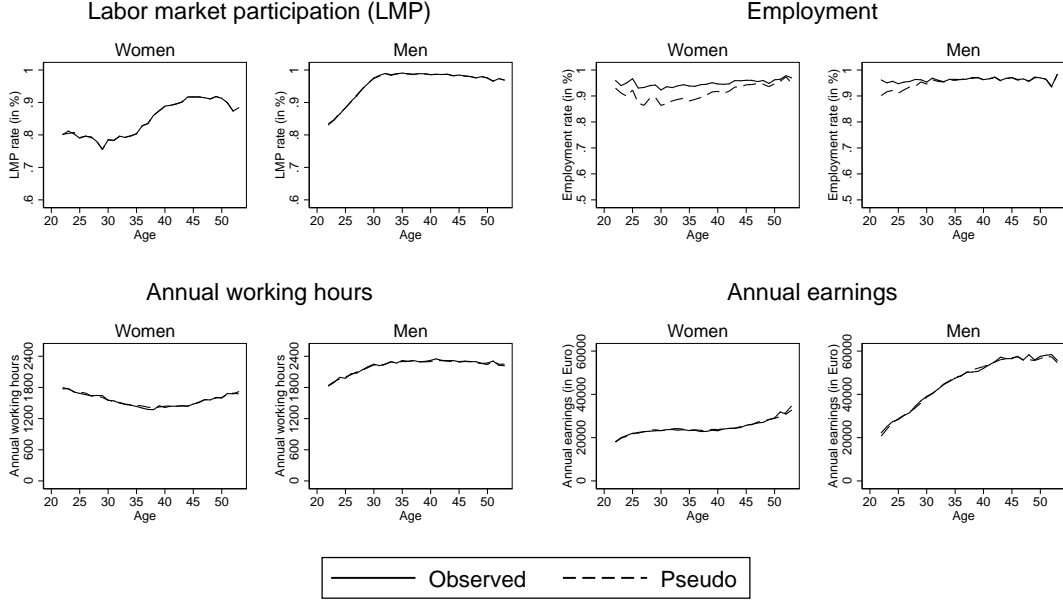 Labor market participation (LMP)
Women
LMP rate (in %)
.6 .7 .8 .9 1
20 25 30 35 40 45 50
Age
Men
LMP rate (in %)
.6 .7 .8 .9 1
20 25 30 35 40 45 50
Age
Employment
Women
Employment rate (in %)
.5 .6 .7 .8 .9 1
20 25 30 35 40 45 50
Age
Men
Employment rate (in %)
.5 .6 .7 .8 .9 1
20 25 30 35 40 45 50
Age
Annual working hours
Women
Annual working hours
0 600 1200 1800 2400
20 25 30 35 40 45 50
Age
Men
Annual working hours
0 600 1200 1800 2400
20 25 30 35 40 45 50
Age
Annual earnings
Women
Annual earnings (in Euro)
0 20000 40000 60000
20 25 30 35 40 45 50
Age
Men
Annual earnings (in Euro)
0 20000 40000 60000
20 25 30 35 40 45 50
Age
Observed
Pseudo